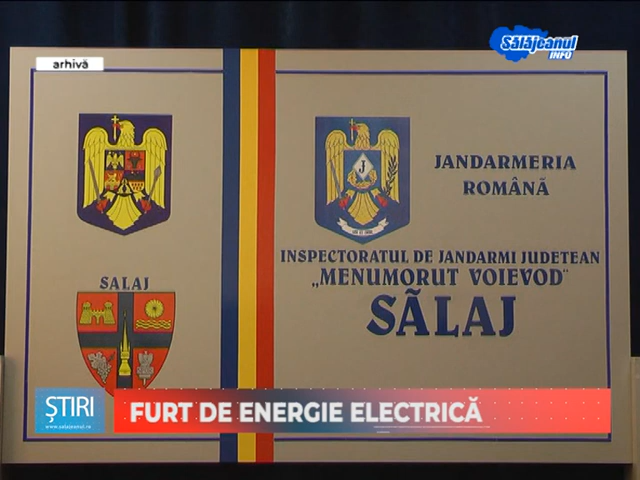 arhivă
Sălăjeanul
INFO
JANDARMERIA
ROMÂNĂ
INSPECTORATUL DE JANDARMI JUDETEAN
„MENUMORUT VOIEVOD"
SÃLAJ
SALAJ
ȘTIRI
www.salajeanul.ro
FURT DE ENERGIE ELECTRICĂ